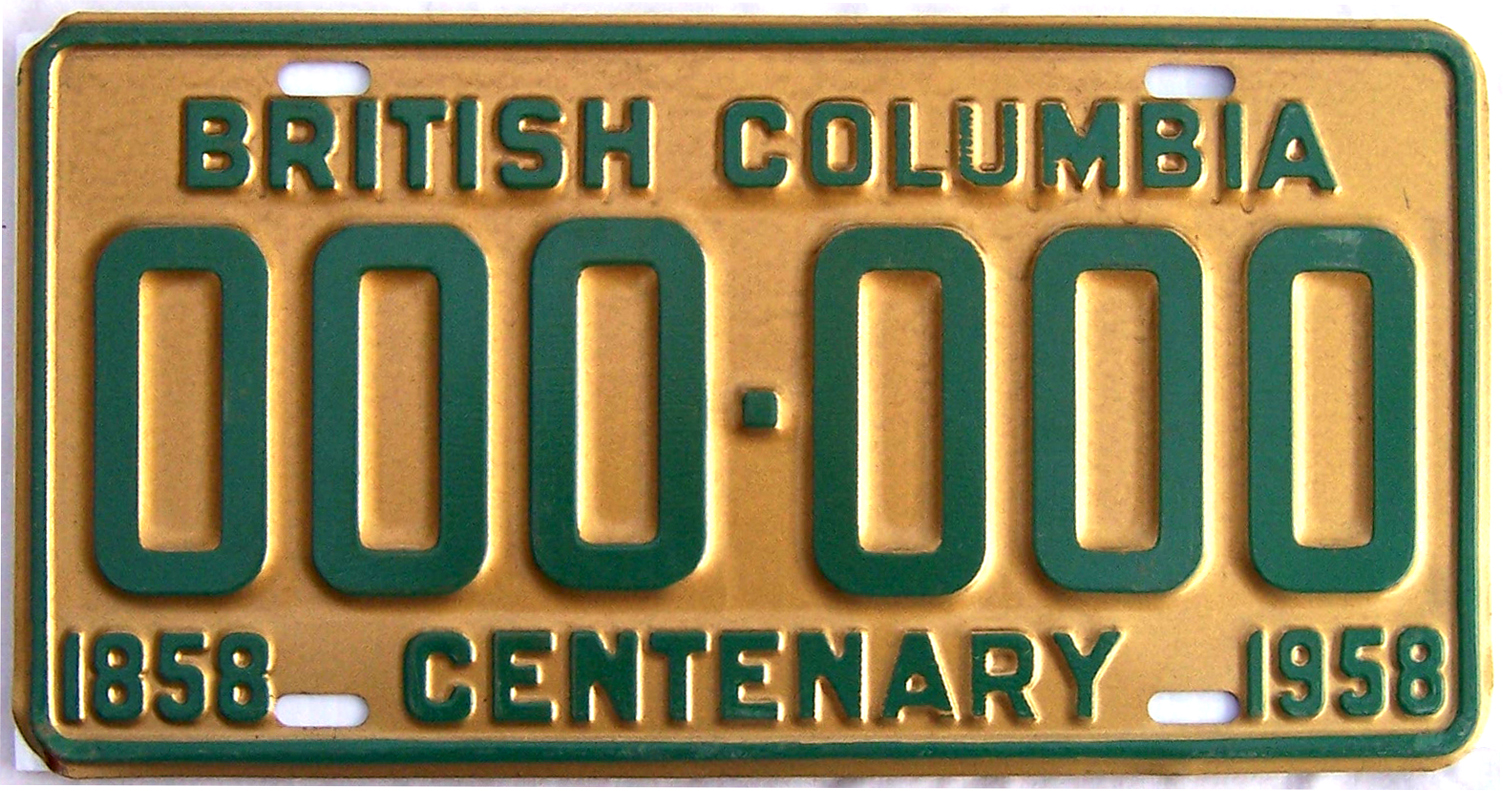 BRITISH COLUMBIA
000·000
1858 CENTENARY 1958